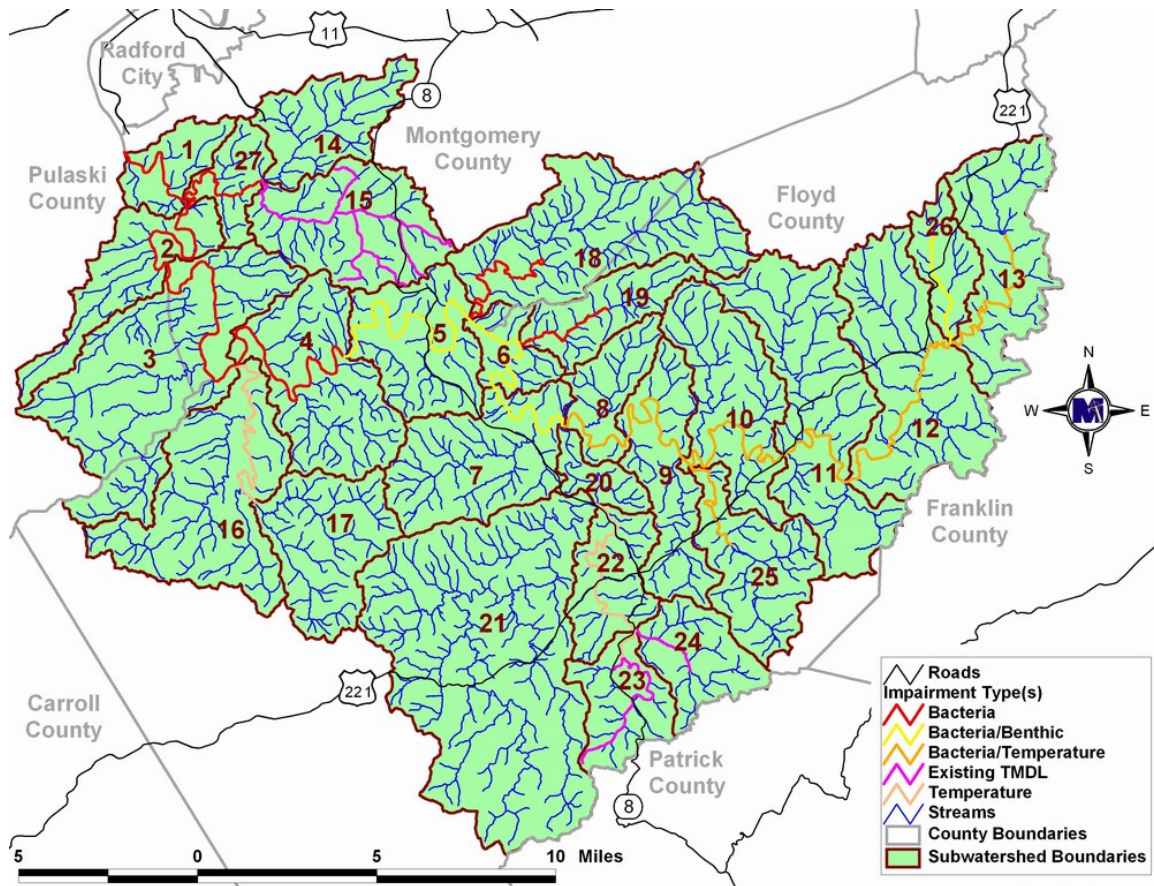 11
Radford
City
8
221
Montgomery
County
1
27
14
Pulaski
County
15
Floyd
County
26
18
2
13
19
3
4
5
6
N
W
E
S
M
8
10
12
7
20
9
11
Franklin
County
16
17
22
25
21
24
23
221
Carroll
County
Patrick
County
8
Roads
Impairment Type(s)
Bacteria
Bacteria/Benthic
Bacteria/Temperature
Existing TMDL
Temperature
Streams
County Boundaries
Subwatershed Boundaries
5 0 5 10 Miles